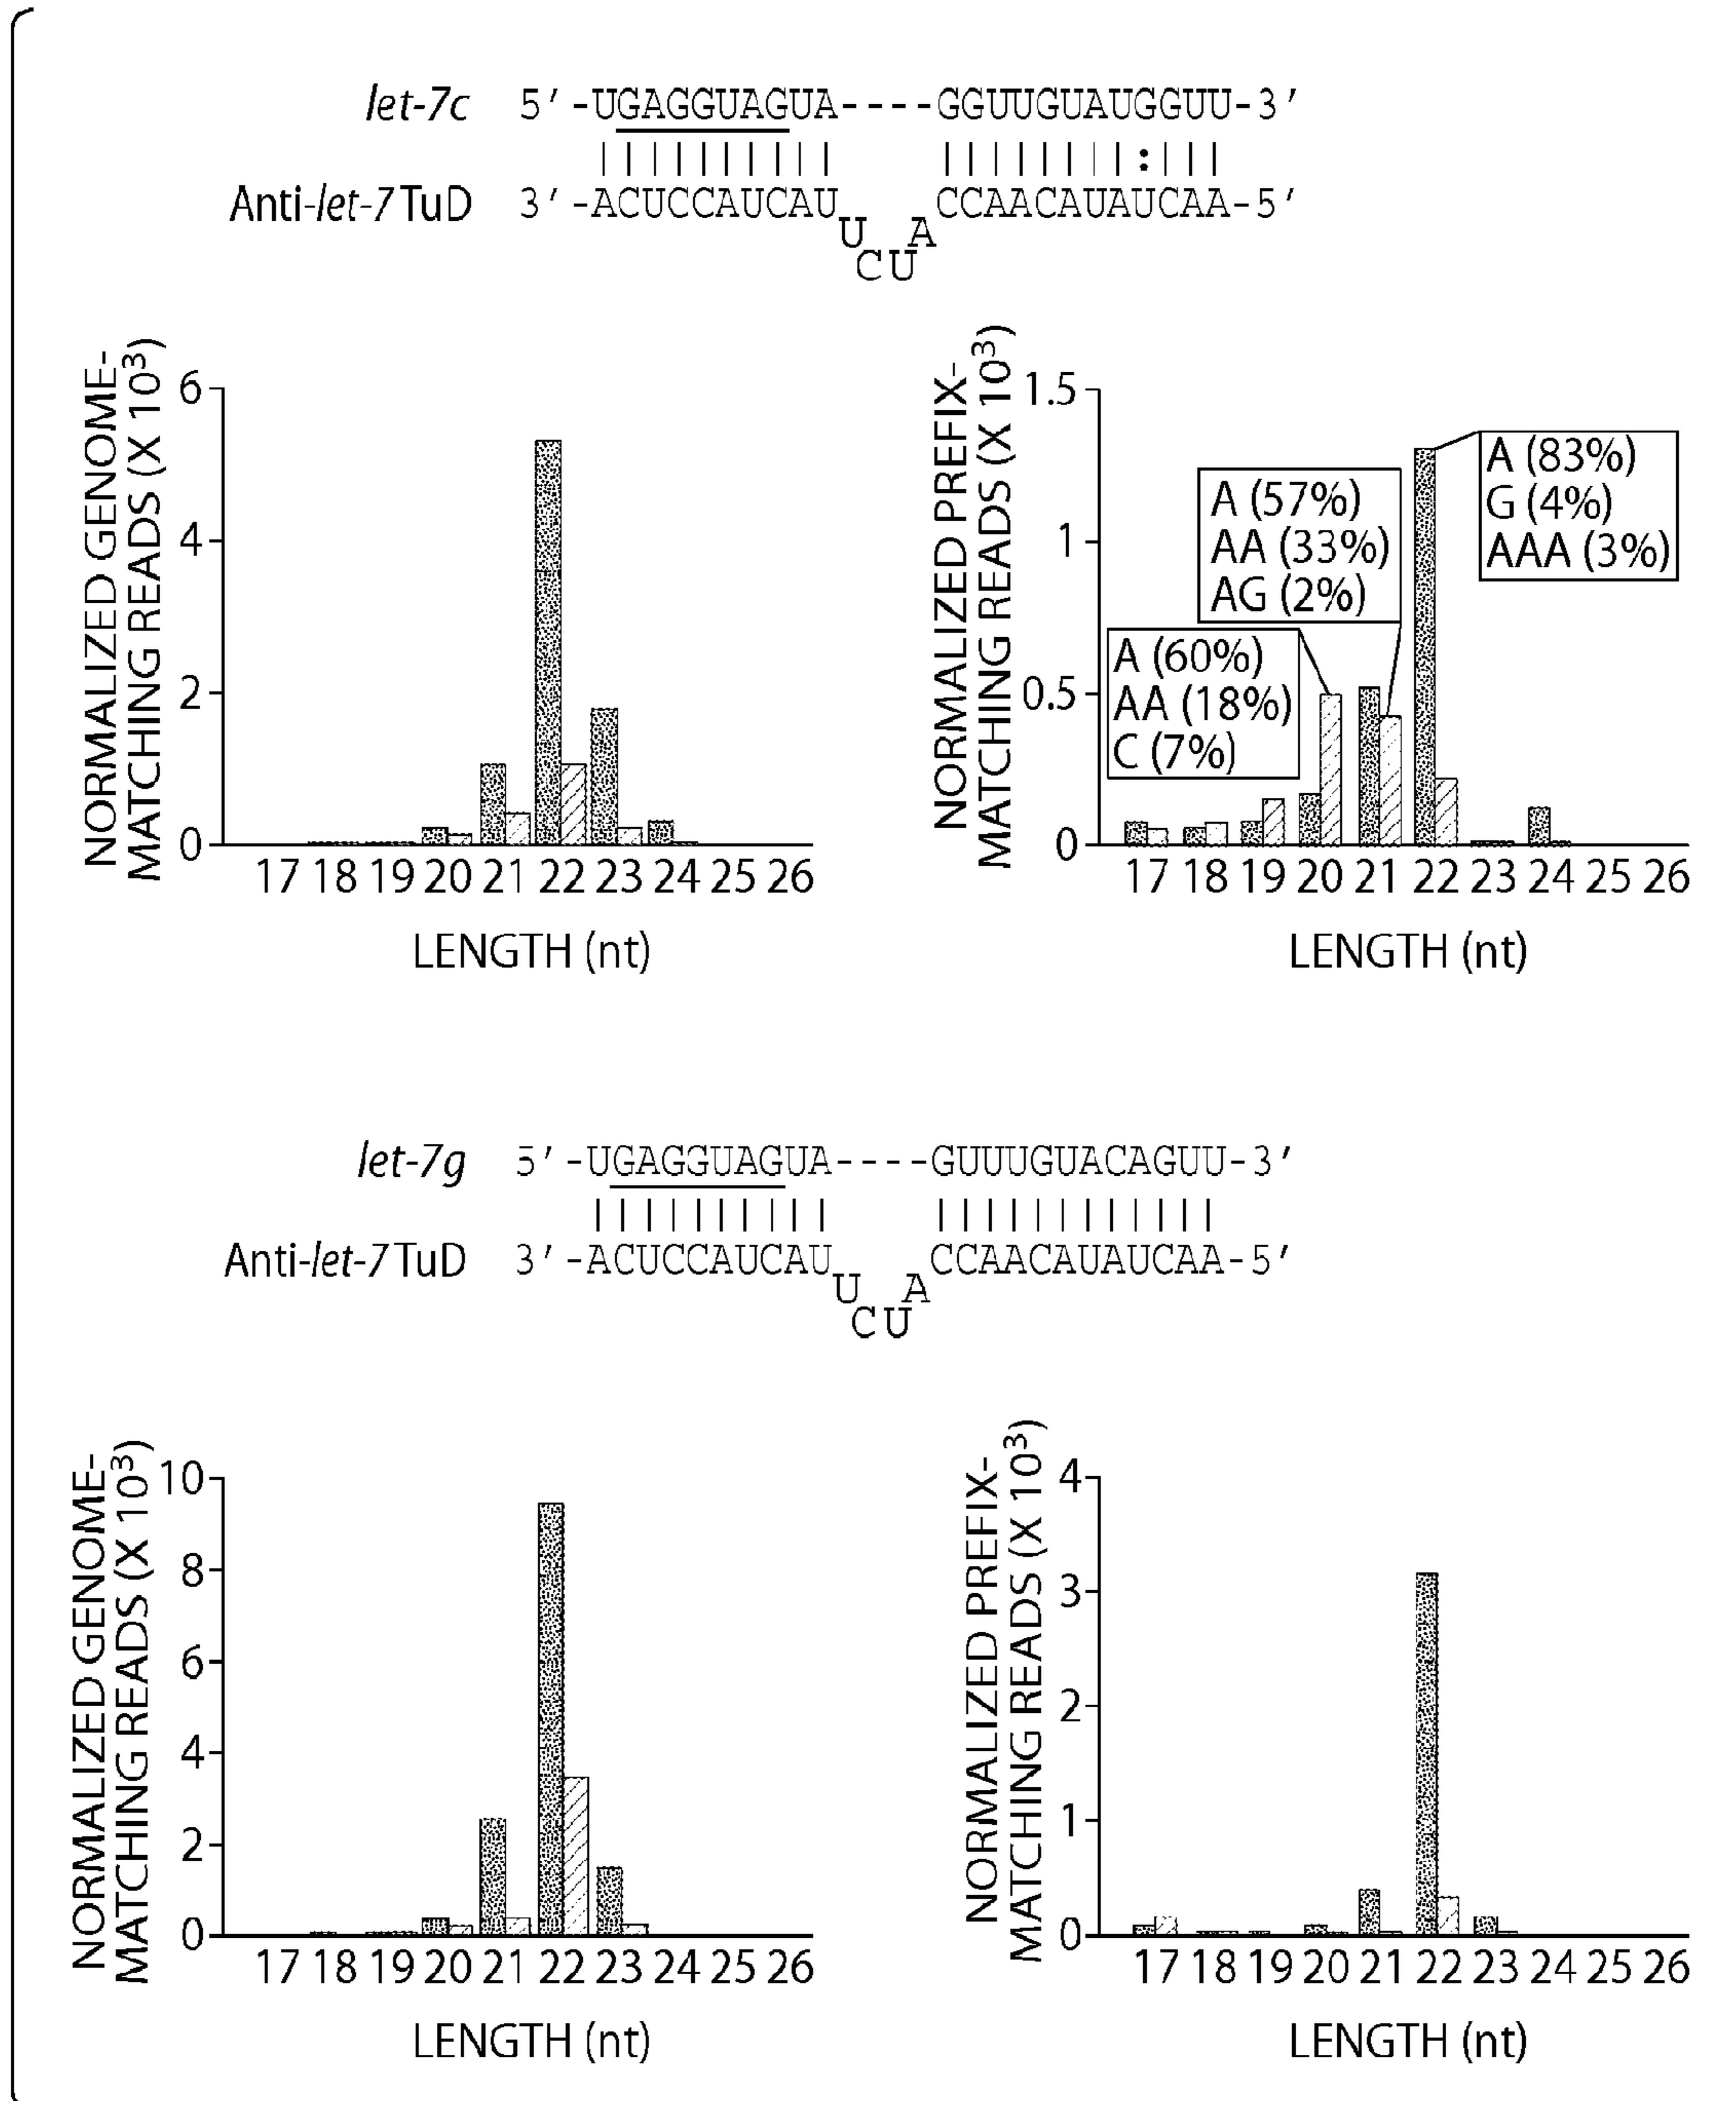 let-7c 5'-UGAGGUAGUA----GGUUGUAUGGUU-3'
| | | | | | | | | | | | | | | | | | : | | |
Anti-let-7 TuD 3'-ACUCCAUCAU CCAACAUAUCAA-5'
U A
CU
NORMALIZED GENOME-
MATCHING READS (X 10³)
6
4
2
0
17 18 19 20 21 22 23 24 25 26
LENGTH (nt)
NORMALIZED PREFIX-
MATCHING READS (X 10³)
1.5
1
0.5
0
A (60%)
AA (18%)
C (7%)
A (57%)
AA (33%)
AG (2%)
A (83%)
G (4%)
AAA (3%)
17 18 19 20 21 22 23 24 25 26
LENGTH (nt)
let-7g 5'-UGAGGUAGUA----GUUUGUACAGUU-3'
| | | | | | | | | | | | | | | | | | | | | |
Anti-let-7 TuD 3'-ACUCCAUCAU CCAACAUAUCAA-5'
U A
CU
NORMALIZED GENOME-
MATCHING READS (X 10³)
10
8
6
4
2
0
17 18 19 20 21 22 23 24 25 26
LENGTH (nt)
NORMALIZED PREFIX-
MATCHING READS (X 10³)
4
3
2
1
0
17 18 19 20 21 22 23 24 25 26
LENGTH (nt)